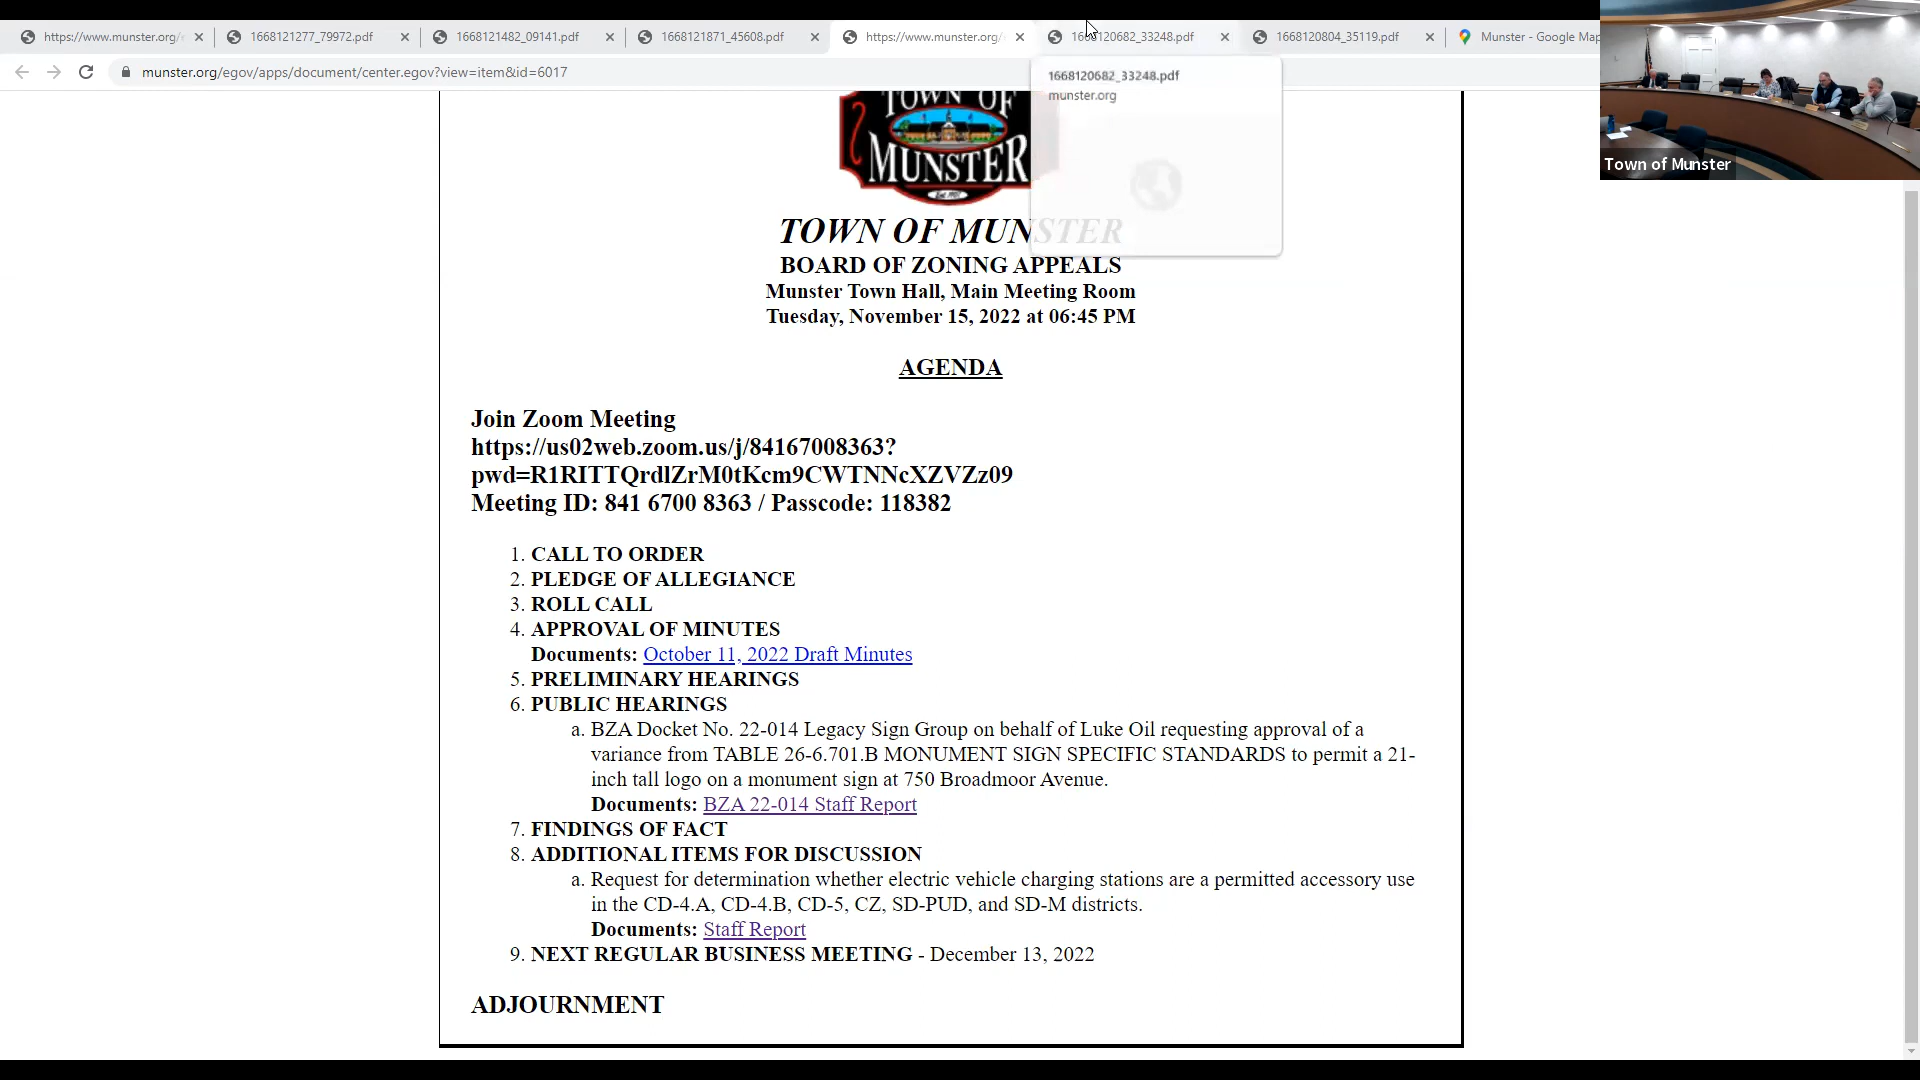 https://www.munster.org/
1668121277_79972.pdf
1668121482_09141.pdf
1668121871_45608.pdf
https://www.munster.org/
1668120682_33248.pdf
1668120804_35119.pdf
Munster - Google Map
munster.org/egov/apps/document/center.egov?view=item&id=6017
1668120682_33248.pdf
munster.org
Town of Munster
TOWN OF
MUNSTER
TOWN OF MUNSTER
BOARD OF ZONING APPEALS
Munster Town Hall, Main Meeting Room
Tuesday, November 15, 2022 at 06:45 PM
AGENDA
Join Zoom Meeting
https://us02web.zoom.us/j/84167008363?
pwd=R1RITTQrdlZrM0tKcm9CWTNNcXZVZz09
Meeting ID: 841 6700 8363 / Passcode: 118382
1. CALL TO ORDER
2. PLEDGE OF ALLEGIANCE
3. ROLL CALL
4. APPROVAL OF MINUTES
Documents: October 11, 2022 Draft Minutes
5. PRELIMINARY HEARINGS
6. PUBLIC HEARINGS
a. BZA Docket No. 22-014 Legacy Sign Group on behalf of Luke Oil requesting approval of a
variance from TABLE 26-6.701.B MONUMENT SIGN SPECIFIC STANDARDS to permit a 21-
inch tall logo on a monument sign at 750 Broadmoor Avenue.
Documents: BZA 22-014 Staff Report
7. FINDINGS OF FACT
8. ADDITIONAL ITEMS FOR DISCUSSION
a. Request for determination whether electric vehicle charging stations are a permitted accessory use
in the CD-4.A, CD-4.B, CD-5, CZ, SD-PUD, and SD-M districts.
Documents: Staff Report
9. NEXT REGULAR BUSINESS MEETING - December 13, 2022
ADJOURNMENT